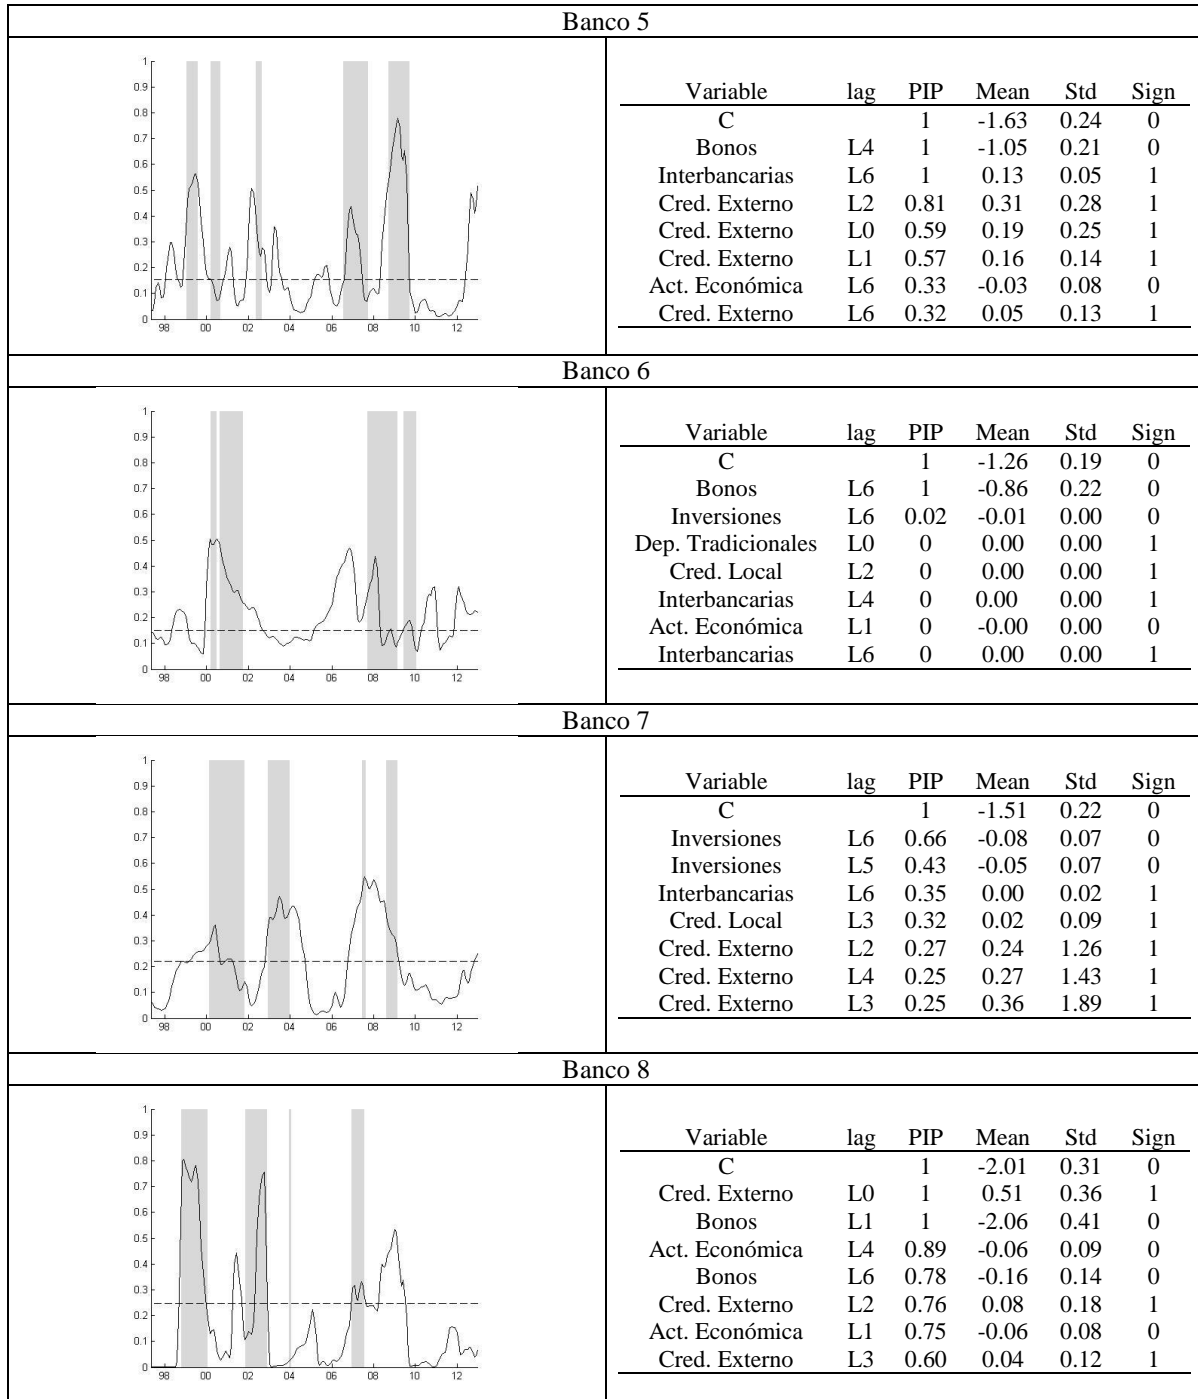 Banco 5
1
0.9
0.8
0.7
0.6
0.5
0.4
0.3
0.2
0.1
0
98 00 02 04 06 08 10 12
Variable lag PIP Mean Std Sign
C 1 -1.63 0.24 0
Bonos L4 1 -1.05 0.21 0
Interbancarias L6 1 0.13 0.05 1
Cred. Externo L2 0.81 0.31 0.28 1
Cred. Externo L0 0.59 0.19 0.25 1
Cred. Externo L1 0.57 0.16 0.14 1
Act. Económica L6 0.33 -0.03 0.08 0
Cred. Externo L6 0.32 0.05 0.13 1
Banco 6
1
0.9
0.8
0.7
0.6
0.5
0.4
0.3
0.2
0.1
0
98 00 02 04 06 08 10 12
Variable lag PIP Mean Std Sign
C 1 -1.26 0.19 0
Bonos L6 1 -0.86 0.22 0
Inversiones L6 0.02 -0.01 0.00 0
Dep. Tradicionales L0 0 0.00 0.00 1
Cred. Local L2 0 0.00 0.00 1
Interbancarias L4 0 0.00 0.00 1
Act. Económica L1 0 -0.00 0.00 0
Interbancarias L6 0 0.00 0.00 1
Banco 7
1
0.9
0.8
0.7
0.6
0.5
0.4
0.3
0.2
0.1
0
98 00 02 04 06 08 10 12
Variable lag PIP Mean Std Sign
C 1 -1.51 0.22 0
Inversiones L6 0.66 -0.08 0.07 0
Inversiones L5 0.43 -0.05 0.07 0
Interbancarias L6 0.35 0.00 0.02 1
Cred. Local L3 0.32 0.02 0.09 1
Cred. Externo L2 0.27 0.24 1.26 1
Cred. Externo L4 0.25 0.27 1.43 1
Cred. Externo L3 0.25 0.36 1.89 1
Banco 8
1
0.9
0.8
0.7
0.6
0.5
0.4
0.3
0.2
0.1
0
98 00 02 04 06 08 10 12
Variable lag PIP Mean Std Sign
C 1 -2.01 0.31 0
Cred. Externo L0 1 0.51 0.36 1
Bonos L1 1 -2.06 0.41 0
Act. Económica L4 0.89 -0.06 0.09 0
Bonos L6 0.78 -0.16 0.14 0
Cred. Externo L2 0.76 0.08 0.18 1
Act. Económica L1 0.75 -0.06 0.08 0
Cred. Externo L3 0.60 0.04 0.12 1